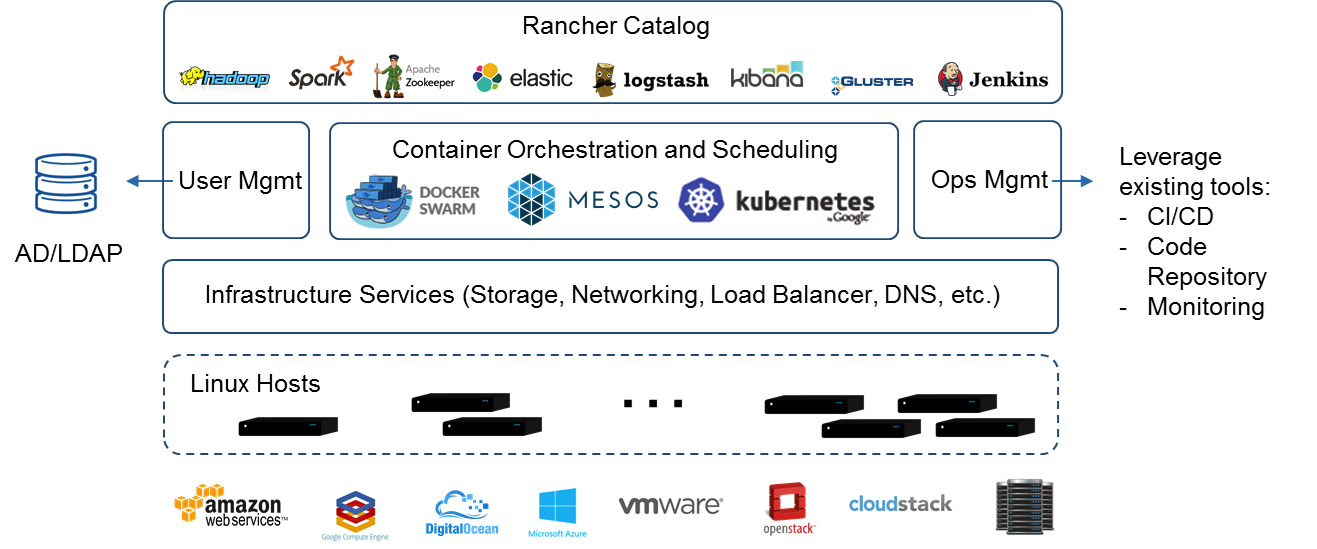 Rancher Catalog
hadoop
Spark
Apache
Zookeeper
elastic
logstash
kibana
GLUSTER
Jenkins
User Mgmt
AD/LDAP
Container Orchestration and Scheduling
DOCKER
SWARM
MESOS
kubernetes
by Google
Ops Mgmt
Leverage
existing tools:
- CI/CD
- Code
Repository
- Monitoring
Infrastructure Services (Storage, Networking, Load Balancer, DNS, etc.)
Linux Hosts
...
amazon
web services™
Google Compute Engine
DigitalOcean
Microsoft Azure
vmware®
openstack™
cloudstack